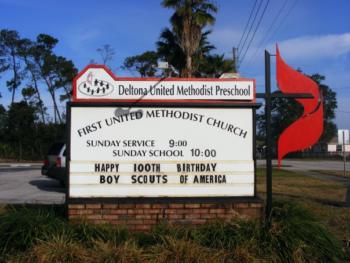 Deltona United Methodist Preschool
FIRST UNITED METHODIST CHURCH
SUNDAY SERVICE 9:00
SUNDAY SCHOOL 10:00
HAPPY 100TH BIRTHDAY
BOY SCOUTS OF AMERICA